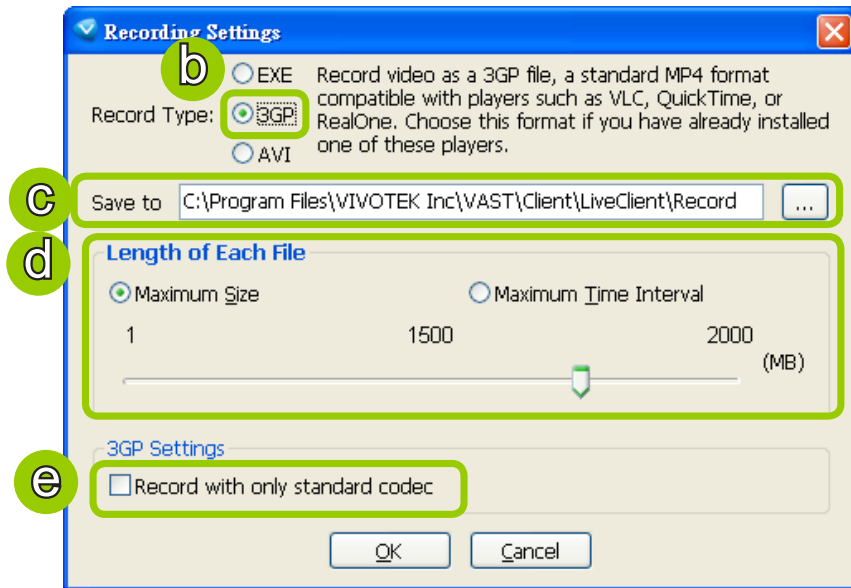 Recording Settings
b
EXE
Record Type:
3GP
AVI
Record video as a 3GP file, a standard MP4 format
compatible with players such as VLC, QuickTime, or
RealOne. Choose this format if you have already installed
one of these players.
c
Save to C:\Program Files\VIVOTEK Inc\VAST\Client\LiveClient\Record ...
d
Length of Each File
Maximum Size Maximum Time Interval
1 1500 2000
(MB)
3GP Settings
e
Record with only standard codec
OK Cancel